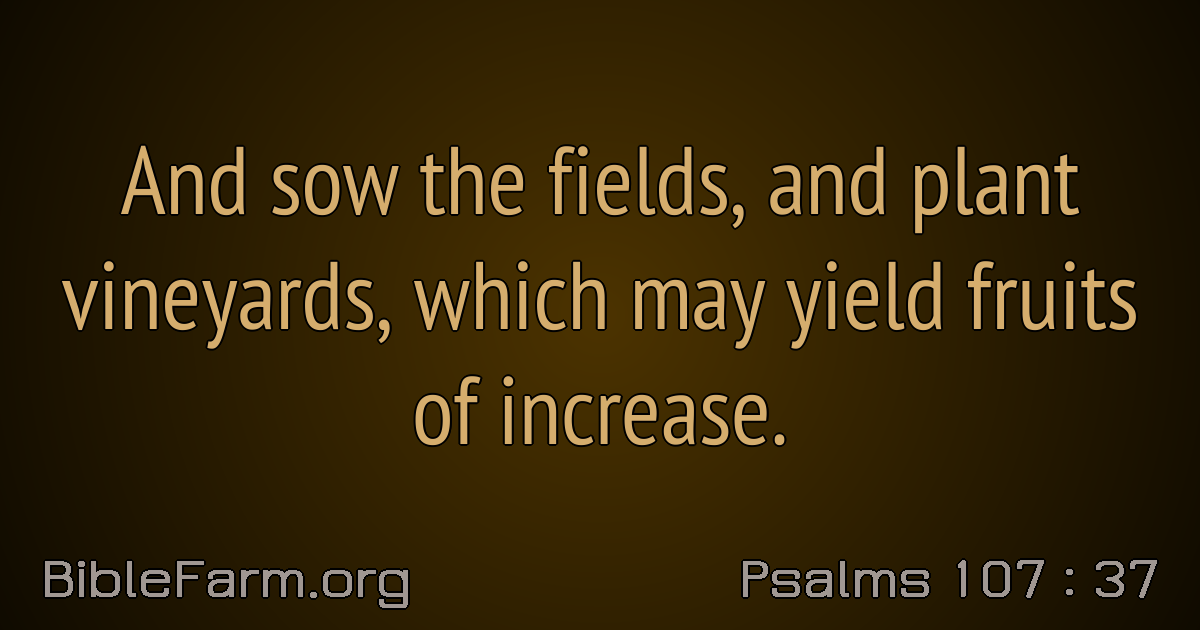 And sow the fields, and plant
vineyards, which may yield fruits
of increase.
BibleFarm.org
Psalms 107 : 37